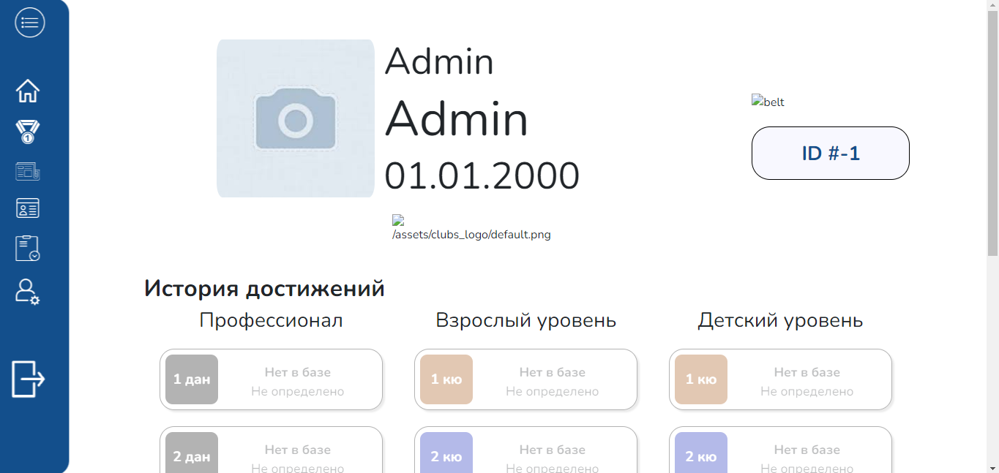 Admin
Admin
01.01.2000
belt
ID #-1
/assets/clubs_logo/default.png
История достижений
Профессионал
Взрослый уровень
Детский уровень
1 дан
Нет в базе
Не определено
1 кю
Нет в базе
Не определено
1 кю
Нет в базе
Не определено
2 дан
Нет в базе
Не определено
2 кю
Нет в базе
Не определено
2 кю
Нет в базе
Не определено